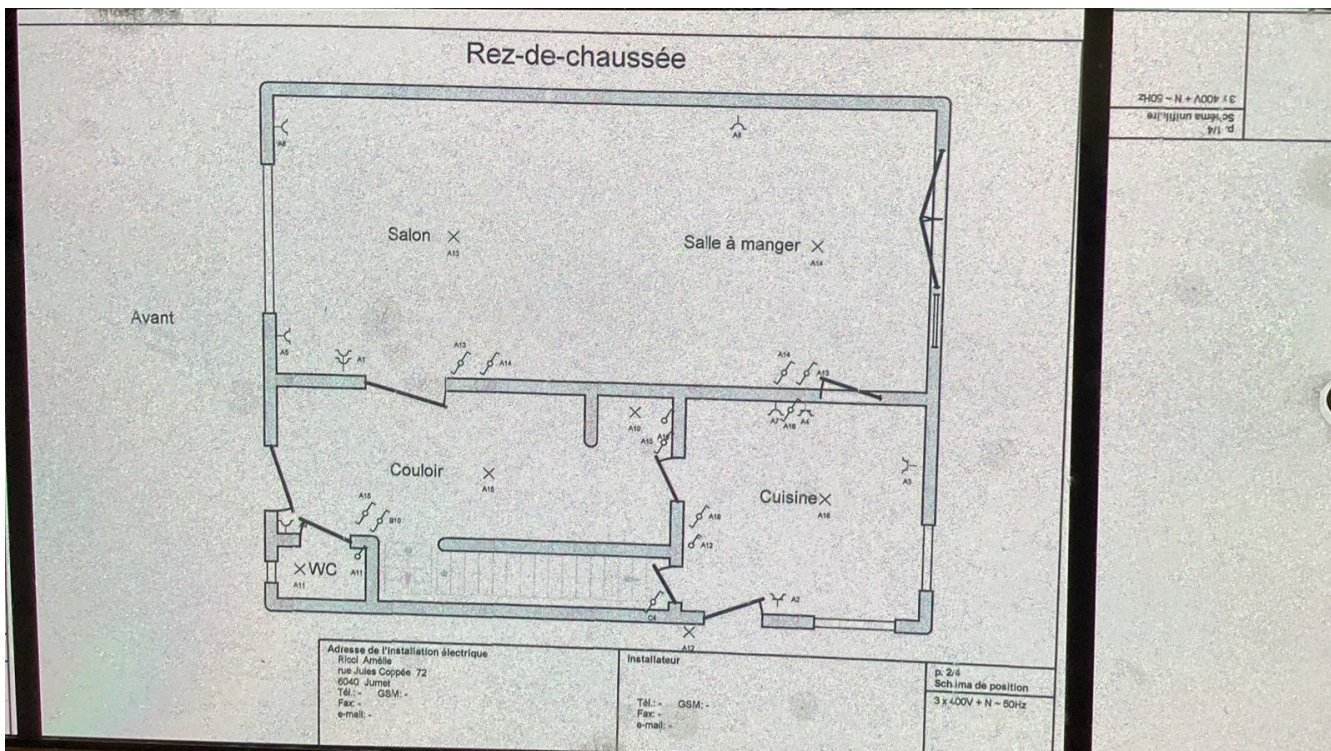 Rez-de-chaussée
3 x 400V + N ~ 50Hz
Schéma unifilaire
p. 1/4
A8
Salon
A13
Salle à manger
A14
Avant
A1
A13
A14
A14
A13
A7
A16
A4
A10
A15
Couloir
A15
Cuisine
A16
A3
A15
B10
A16
A12
WC
A11
A11
A2
C4
A12
Adresse de l'installation électrique
Ricci Amélie
rue Jules Coppée 72
6040 Jumet
Tél.: - GSM: -
Fax: -
e-mail: -
Installateur
Tél.: - GSM: -
Fax: -
e-mail: -
p. 2/4
Schéma de position
3 x 400V + N ~ 50Hz